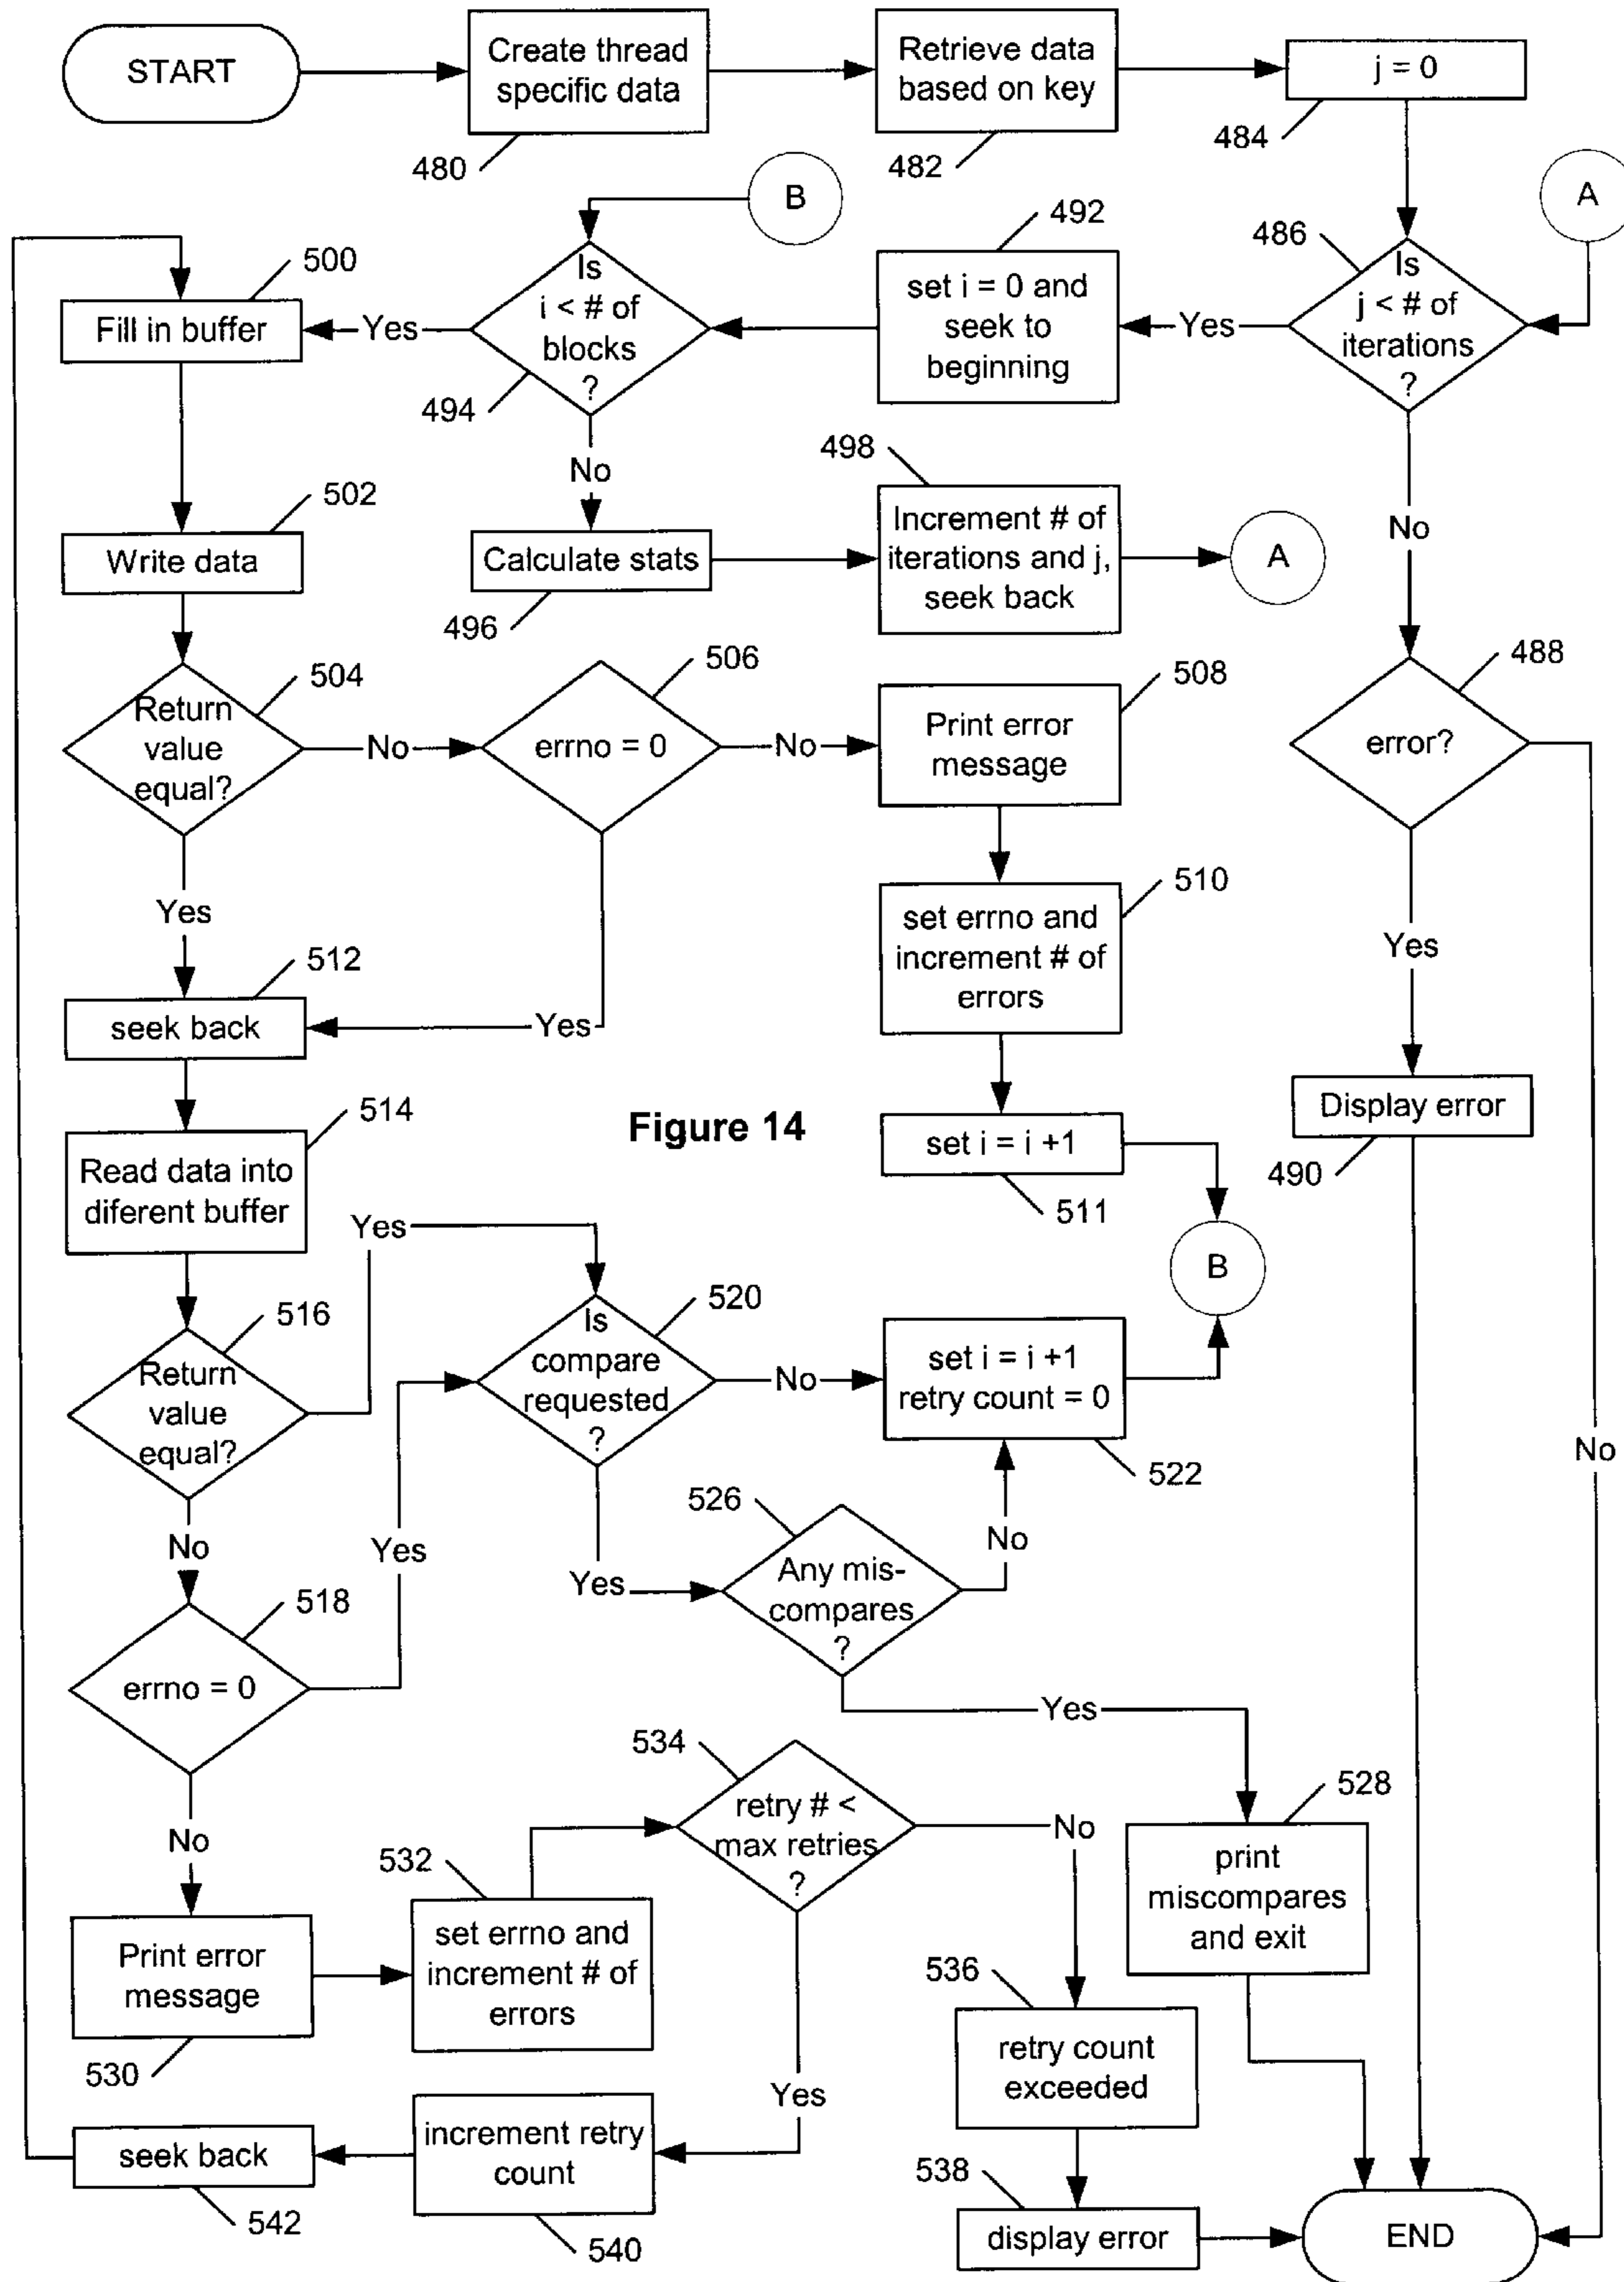 START
Create thread
specific data
480
Retrieve data
based on key
482
j = 0
484
B
A
492
486
500
Fill in buffer
Yes
Is
i < # of
blocks
?
494
set i = 0 and
seek to
beginning
Yes
Is
j < # of
iterations
?
No
498
502
Write data
Calculate stats
496
Increment # of
iterations and j,
seek back
A
No
504
Return
value
equal?
No
506
errno = 0
No
508
Print error
message
488
error?
Yes
510
set errno and
increment # of
errors
Yes
512
seek back
Yes
514
Read data into
diferent buffer
Figure 14
set i = i +1
511
Display error
490
Yes
B
516
Return
value
equal?
520
Is
compare
requested
?
No
set i = i +1
retry count = 0
522
No
No
Yes
Yes
526
Any mis-
compares
?
No
518
errno = 0
Yes
No
534
retry # <
max retries
?
No
528
print
miscompares
and exit
532
set errno and
increment # of
errors
Print error
message
530
536
retry count
exceeded
Yes
seek back
542
increment retry
count
540
538
display error
END